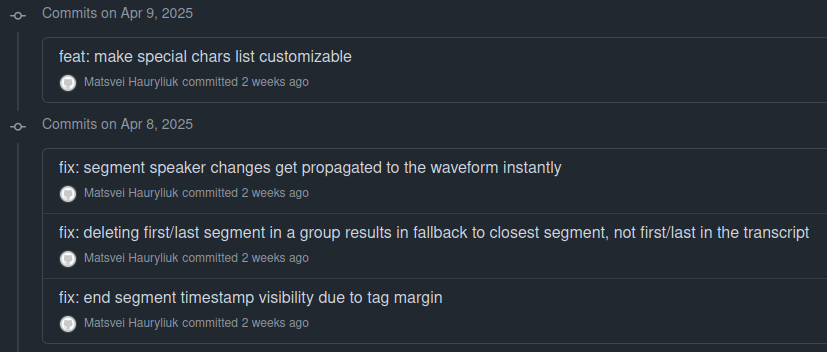 Commits on Apr 9, 2025
feat: make special chars list customizable
Matsvei Hauryliuk committed 2 weeks ago
Commits on Apr 8, 2025
fix: segment speaker changes get propagated to the waveform instantly
Matsvei Hauryliuk committed 2 weeks ago
fix: deleting first/last segment in a group results in fallback to closest segment, not first/last in the transcript
Matsvei Hauryliuk committed 2 weeks ago
fix: end segment timestamp visibility due to tag margin
Matsvei Hauryliuk committed 2 weeks ago